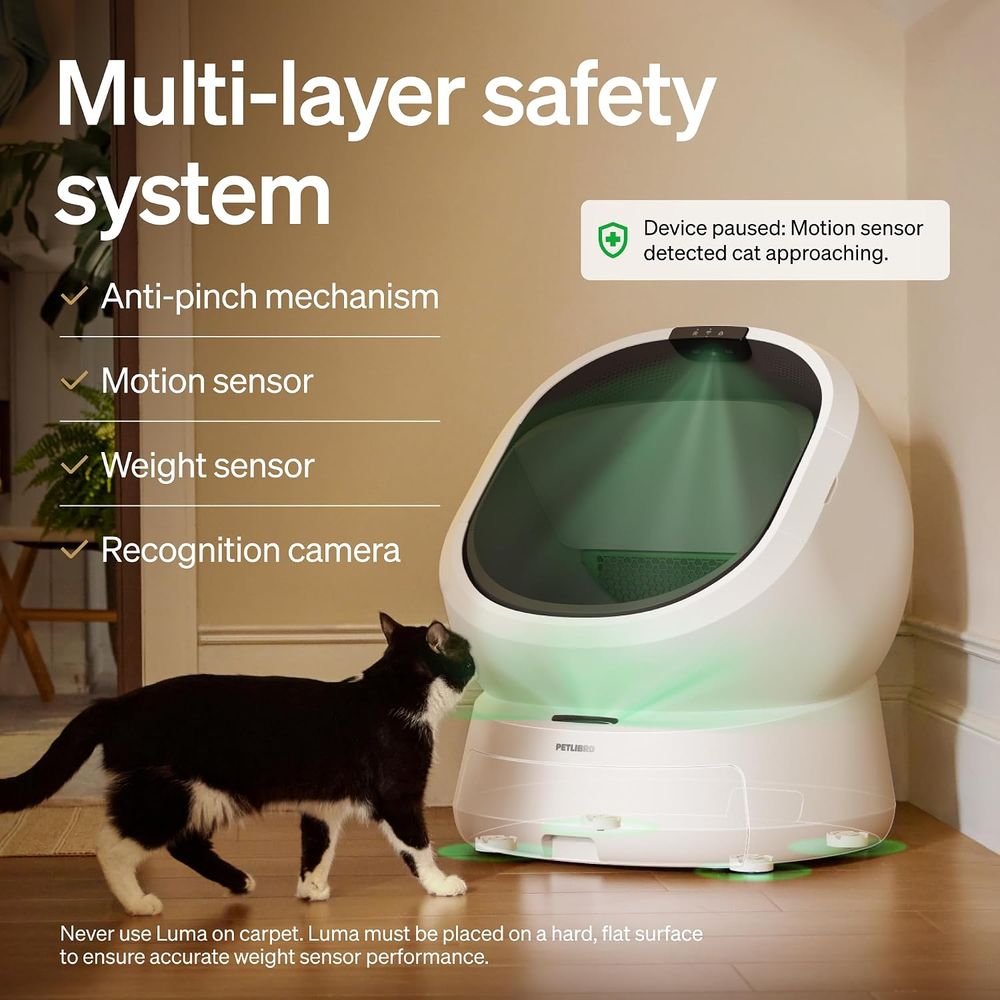 Multi-layer safety
system
Device paused: Motion sensor
detected cat approaching.
Anti-pinch mechanism
Motion sensor
Weight sensor
Recognition camera
PETLIBRO
Never use Luma on carpet. Luma must be placed on a hard, flat surface
to ensure accurate weight sensor performance.